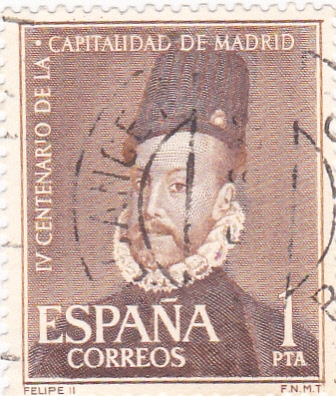 IV CENTENARIO DE LA · CAPITALIDAD DE MADRID
ESPAÑA 1
CORREOS PTA
FELIPE II F.N.M.T